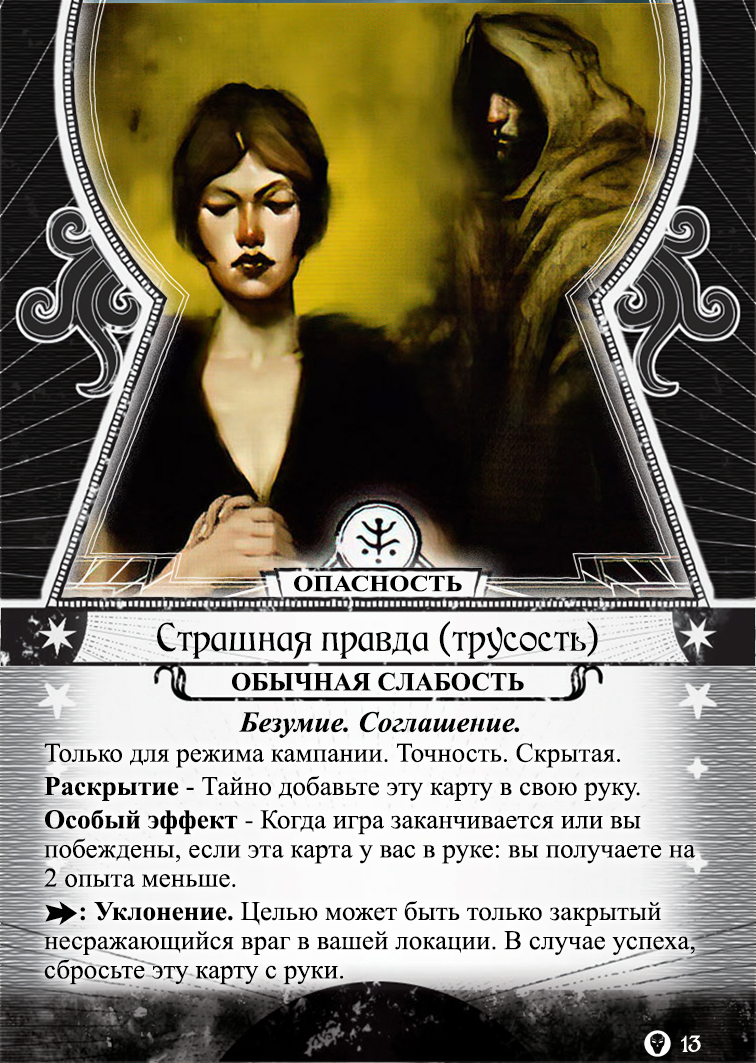 ОПАСНОСТЬ
Страшная правда (трусость)
ОБЫЧНАЯ СЛАБОСТЬ
Безумие. Соглашение.
Только для режима кампании. Точность. Скрытая.
Раскрытие - Тайно добавьте эту карту в свою руку.
Особый эффект - Когда игра заканчивается или вы
побеждены, если эта карта у вас в руке: вы получаете на
2 опыта меньше.
: Уклонение. Целью может быть только закрытый
несражающийся враг в вашей локации. В случае успеха,
сбросьте эту карту с руки.
13